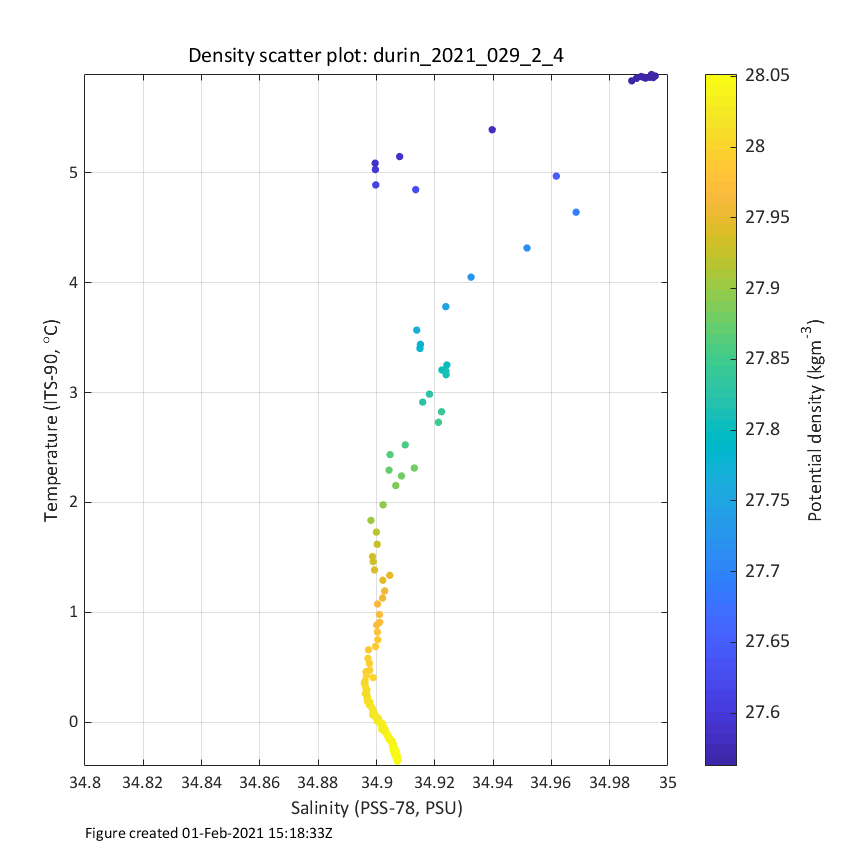 Density scatter plot: durin_2021_029_2_4
28.05
28
27.95
27.9
27.85
27.8
27.75
27.7
27.65
27.6
Potential density (kgm-3)
5
4
3
2
1
0
Temperature (ITS-90, °C)
34.8 34.82 34.84 34.86 34.88 34.9 34.92 34.94 34.96 34.98 35
Salinity (PSS-78, PSU)
Figure created 01-Feb-2021 15:18:33Z